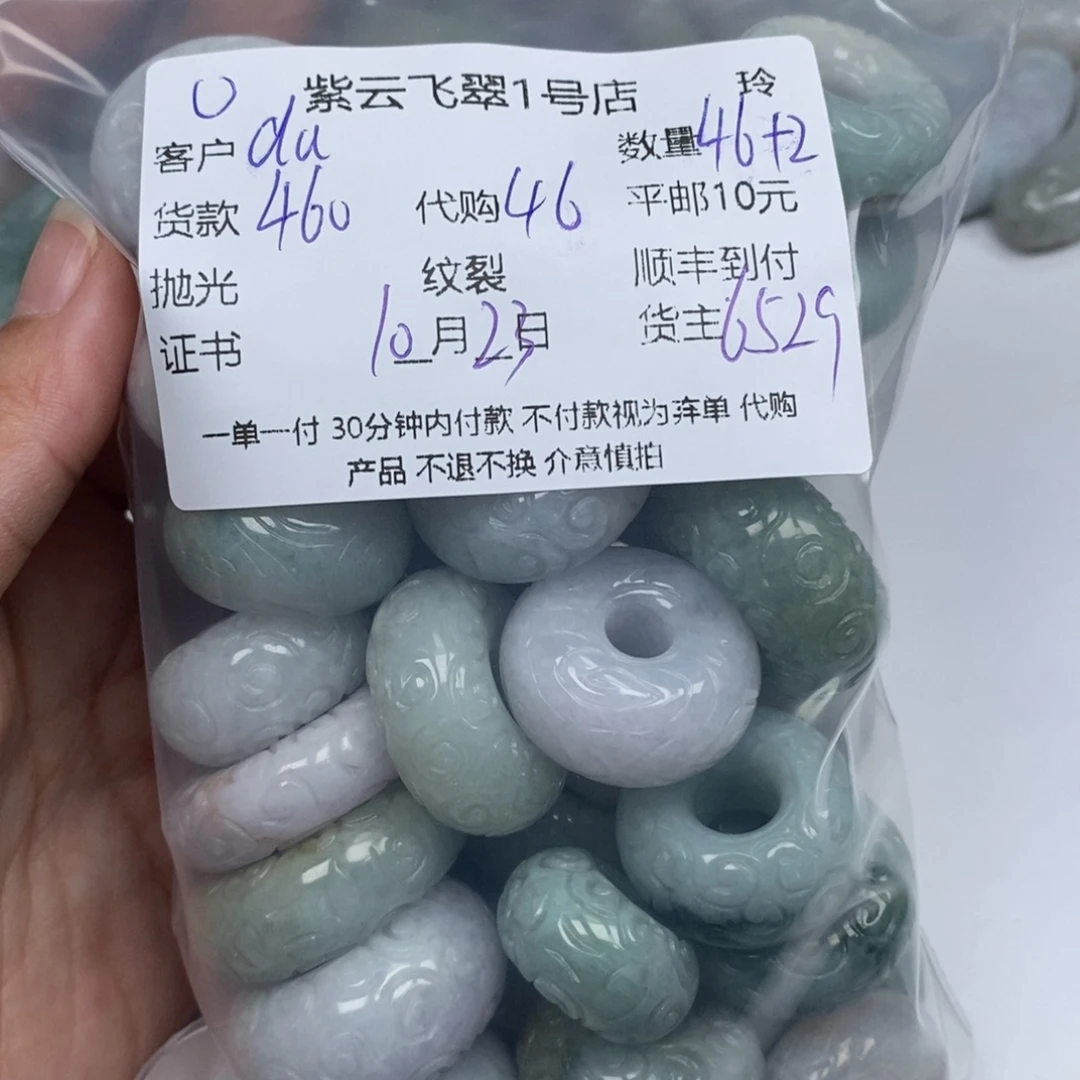 U 紫云飞翠1号店 玲
客户 du 数量 46+2
货款 460 代购 46 平邮10元
抛光 纹裂 顺丰到付
证书 10月23日 货主 6529
一单一付 30分钟内付款 不付款视为弃单 代购
产品 不退不换 介意慎拍